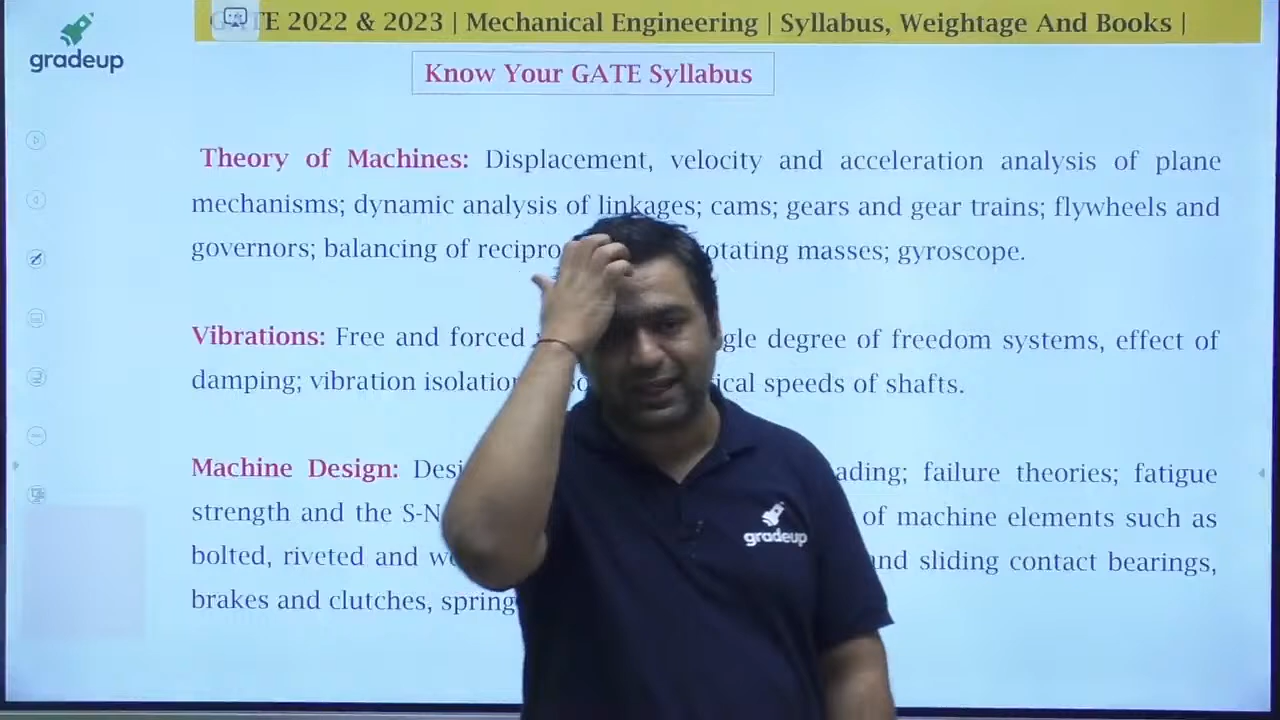 GATE 2022 & 2023 | Mechanical Engineering | Syllabus, Weightage And Books |
gradeup
Know Your GATE Syllabus
Theory of Machines: Displacement, velocity and acceleration analysis of plane
mechanisms; dynamic analysis of linkages; cams; gears and gear trains; flywheels and
governors; balancing of recipro otating masses; gyroscope.
Vibrations: Free and forced gle degree of freedom systems, effect of
damping; vibration isolation ical speeds of shafts.
Machine Design: Desi ading; failure theories; fatigue
strength and the S-N of machine elements such as
bolted, riveted and we and sliding contact bearings,
brakes and clutches, spring
gradeup